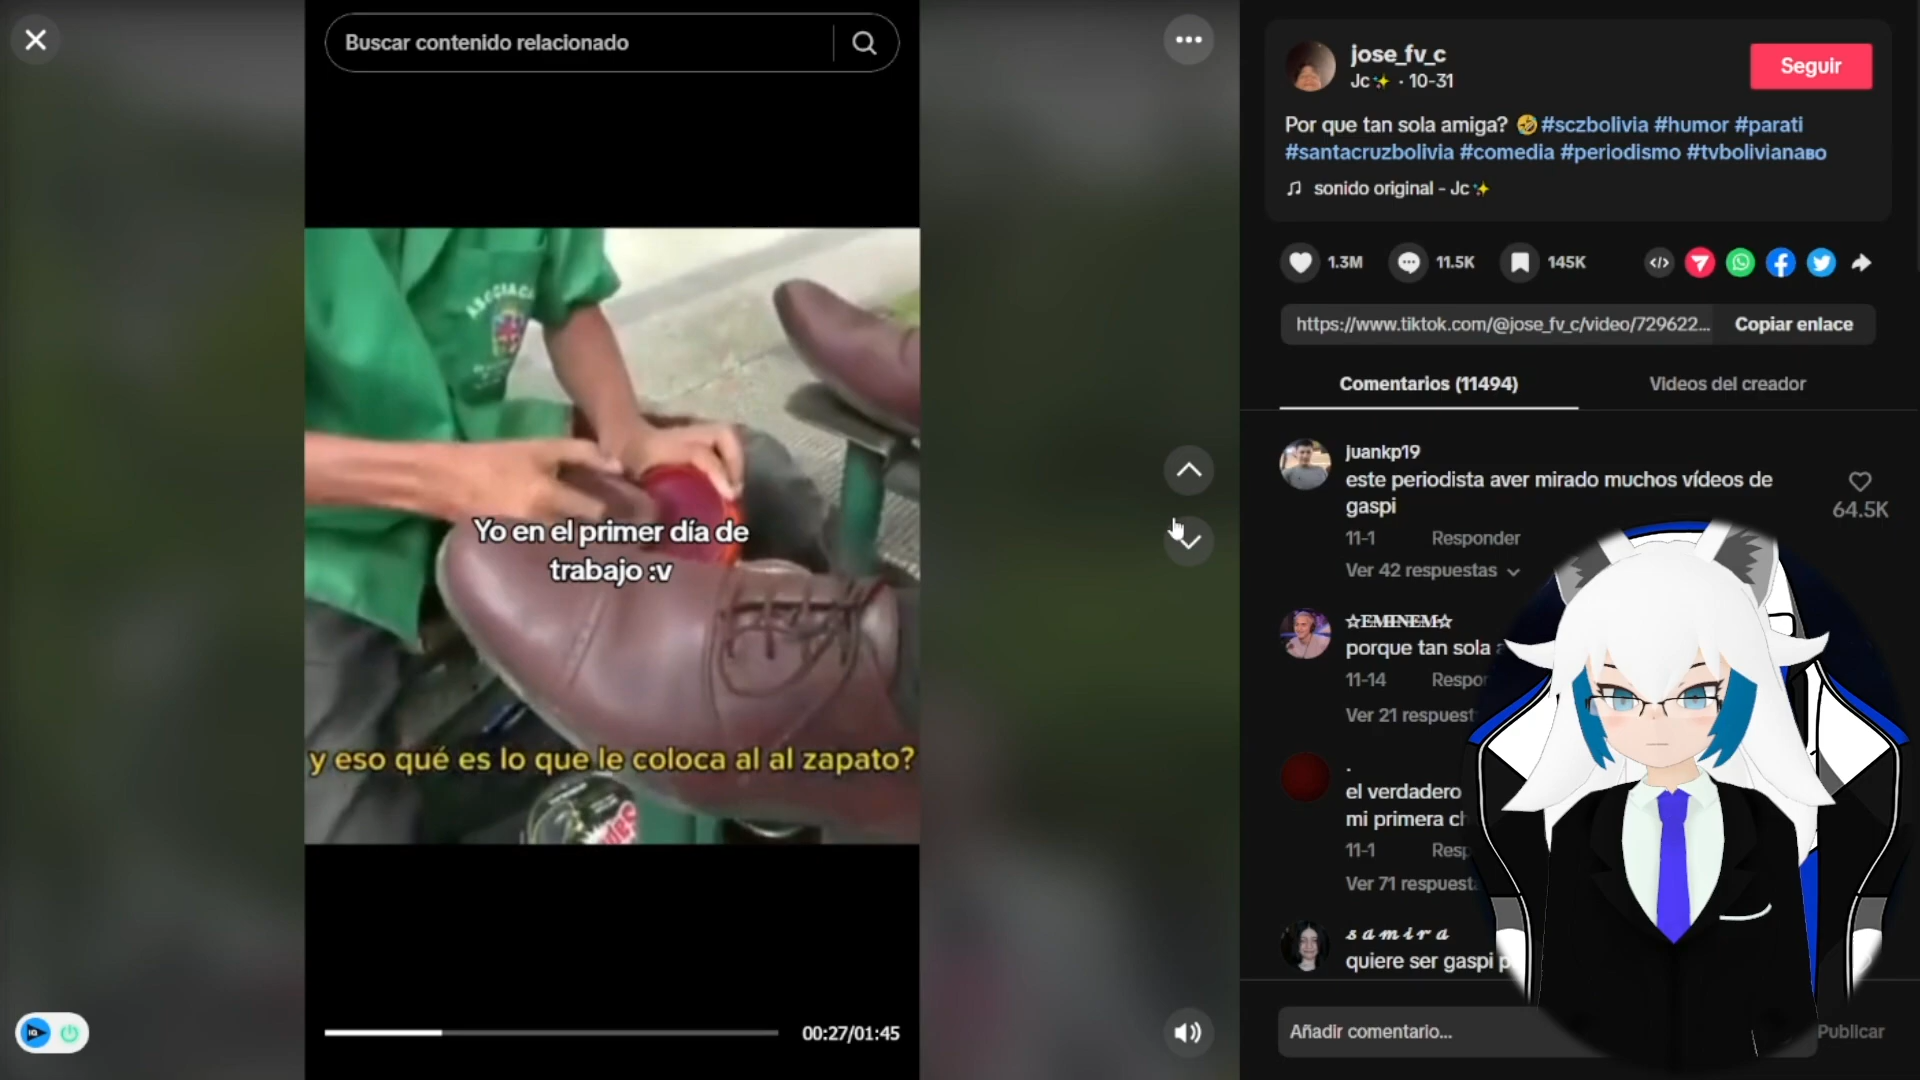 Buscar contenido relacionado
jose_fv_c
Jc✨ · 10-31
Seguir
Por que tan sola amiga? 🤣 #sczbolivia #humor #parati
#santacruzbolivia #comedia #periodismo #tvbolivianaʙᴏ
sonido original - Jc✨
1.3M
11.5K
145K
https://www.tiktok.com/@jose_fv_c/video/729622...
Copiar enlace
Comentarios (11494)
Videos del creador
ASOCIAC
Yo en el primer día de
trabajo :v
y eso qué es lo que le coloca al al zapato?
00:27/01:45
juankp19
este periodista aver mirado muchos vídeos de
gaspi
64.5K
11-1
Responder
Ver 42 respuestas
☆EMINEM☆
porque tan sola
11-14
Respo
Ver 21 respuest
.
el verdadero
mi primera c
11-1
Resp
Ver 71 respuest
samira
quiere ser gaspi p
Añadir comentario...
Publicar